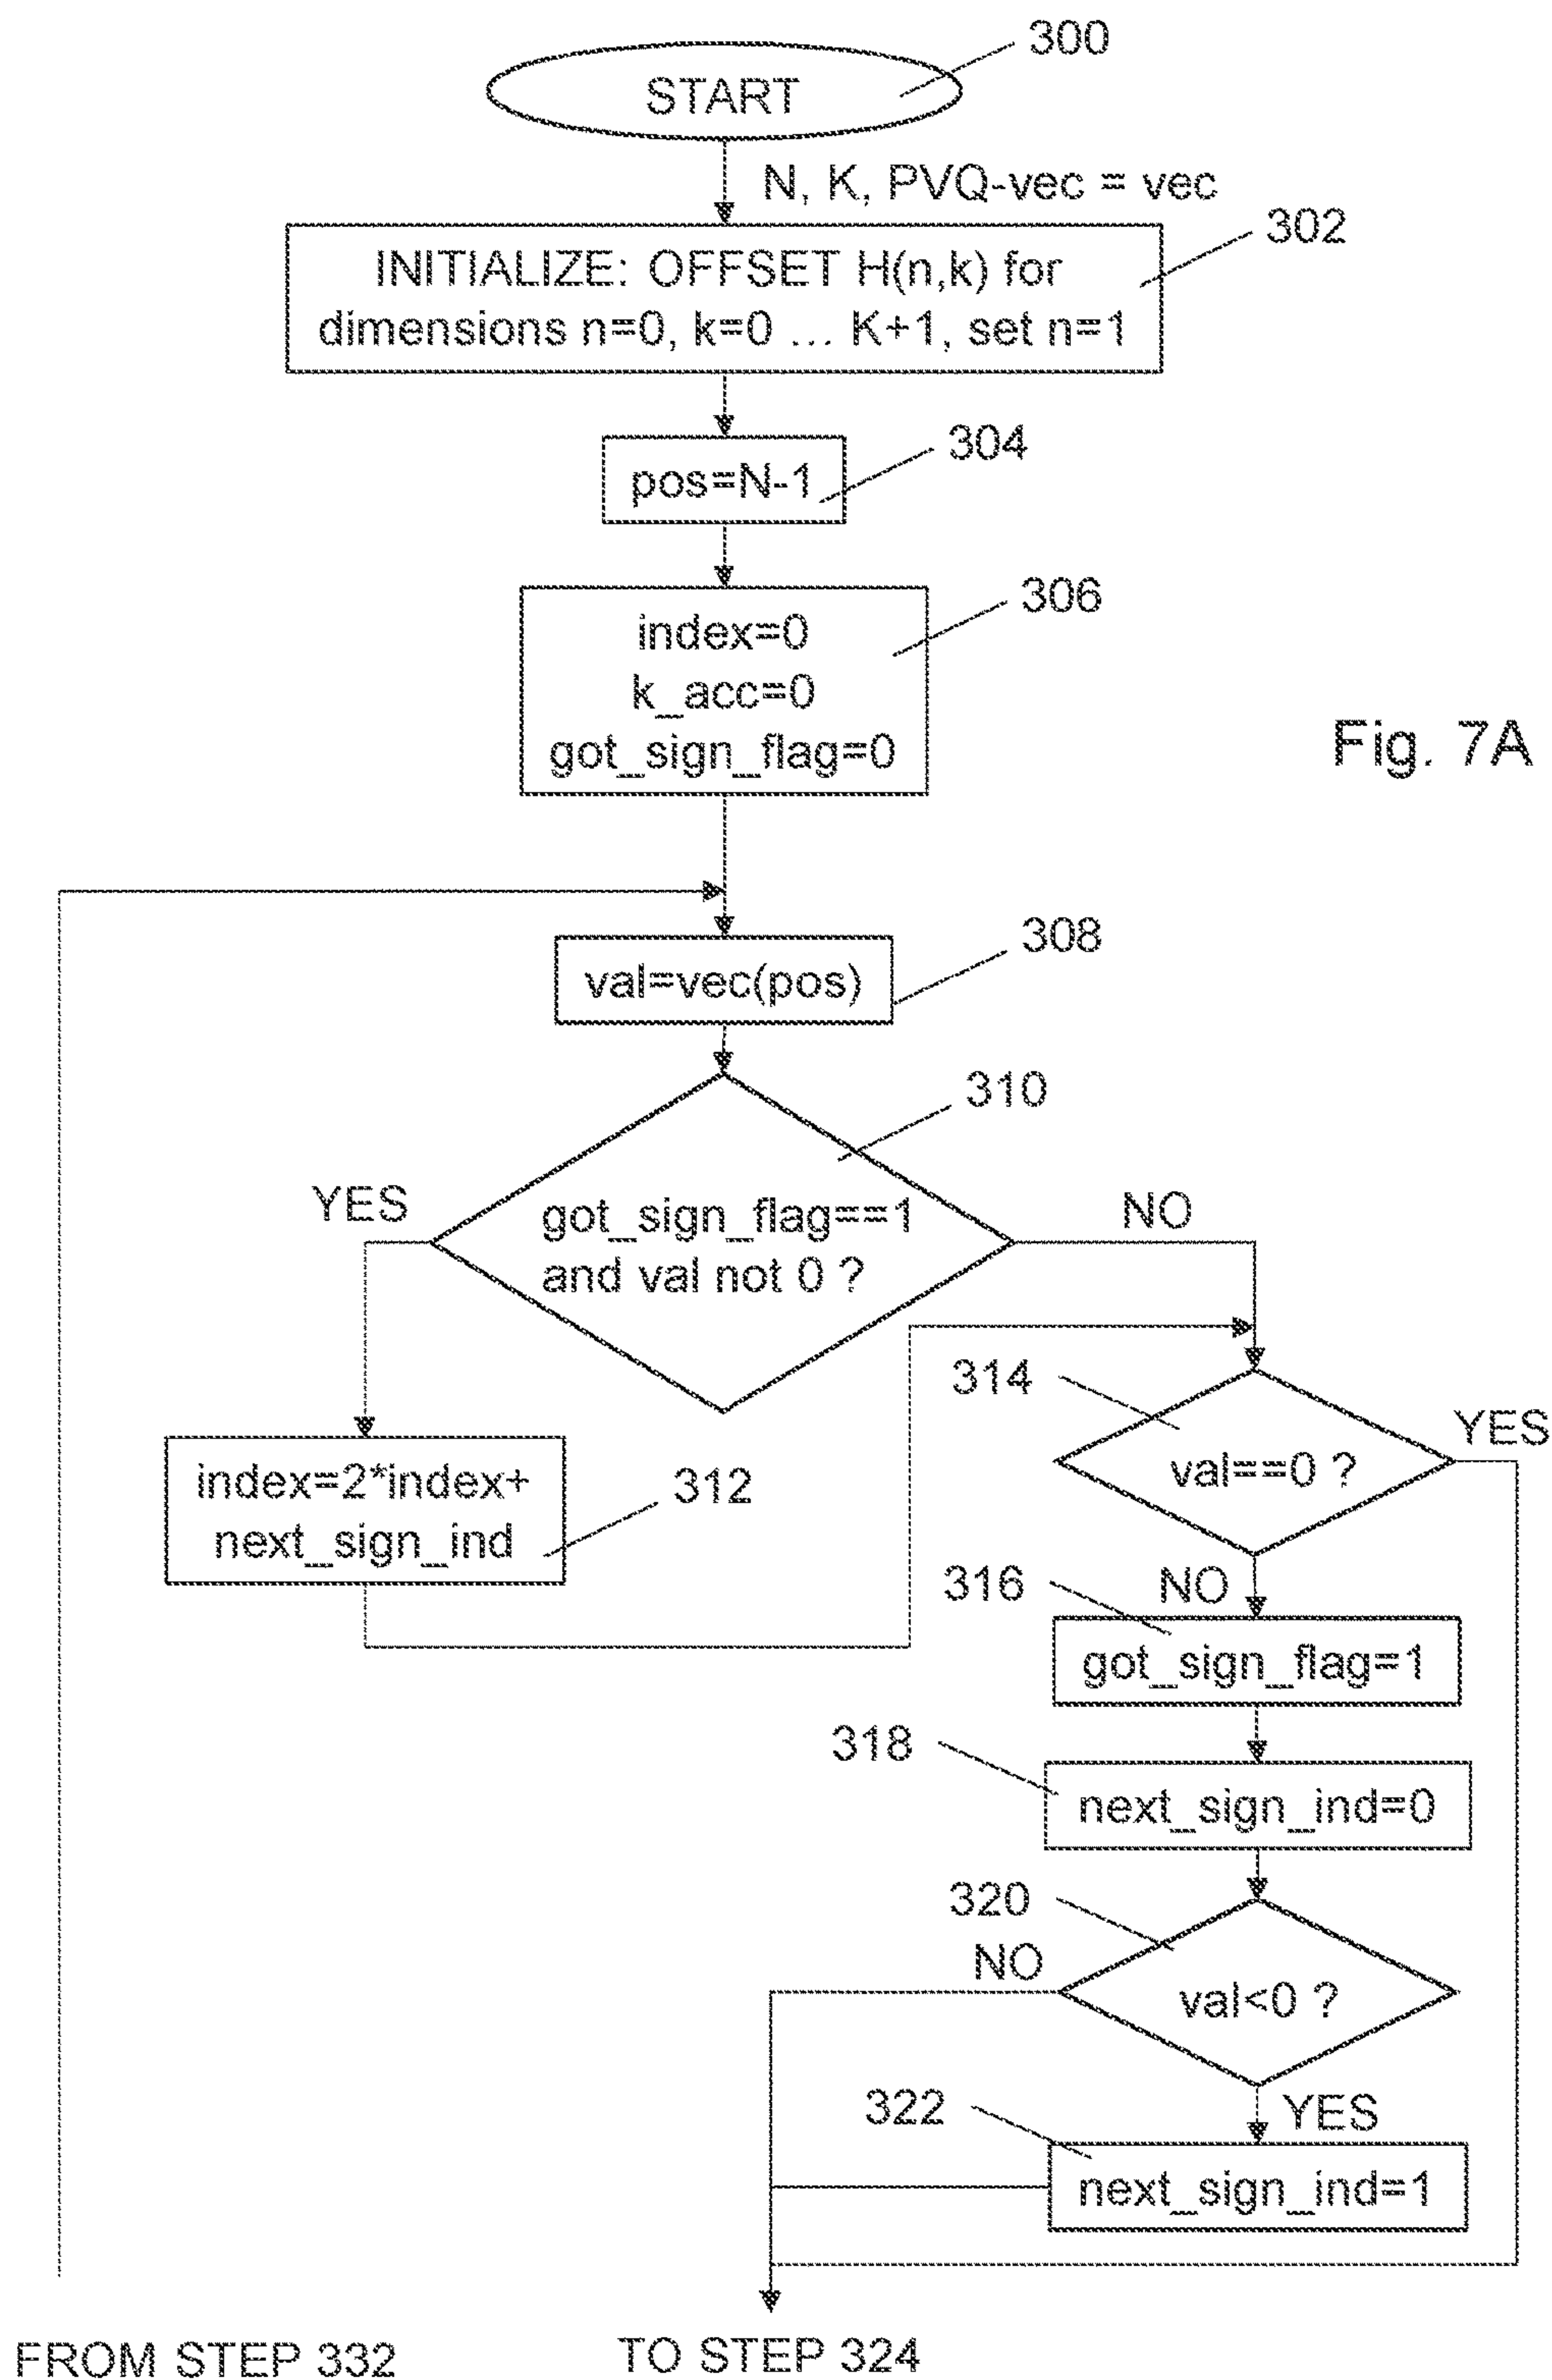 300
START
N, K, PVQ-vec = vec
302
INITIALIZE: OFFSET H(n,k) for
dimensions n=0, k=0 ... K+1, set n=1
304
pos=N-1
306
index=0
k_acc=0
got_sign_flag=0
Fig. 7A
308
val=vec(pos)
310
YES
NO
got_sign_flag==1
and val not 0 ?
314
YES
val==0 ?
index=2*index+
next_sign_ind
312
316
NO
got_sign_flag=1
318
next_sign_ind=0
320
NO
val<0 ?
322
YES
next_sign_ind=1
FROM STEP 332
TO STEP 324